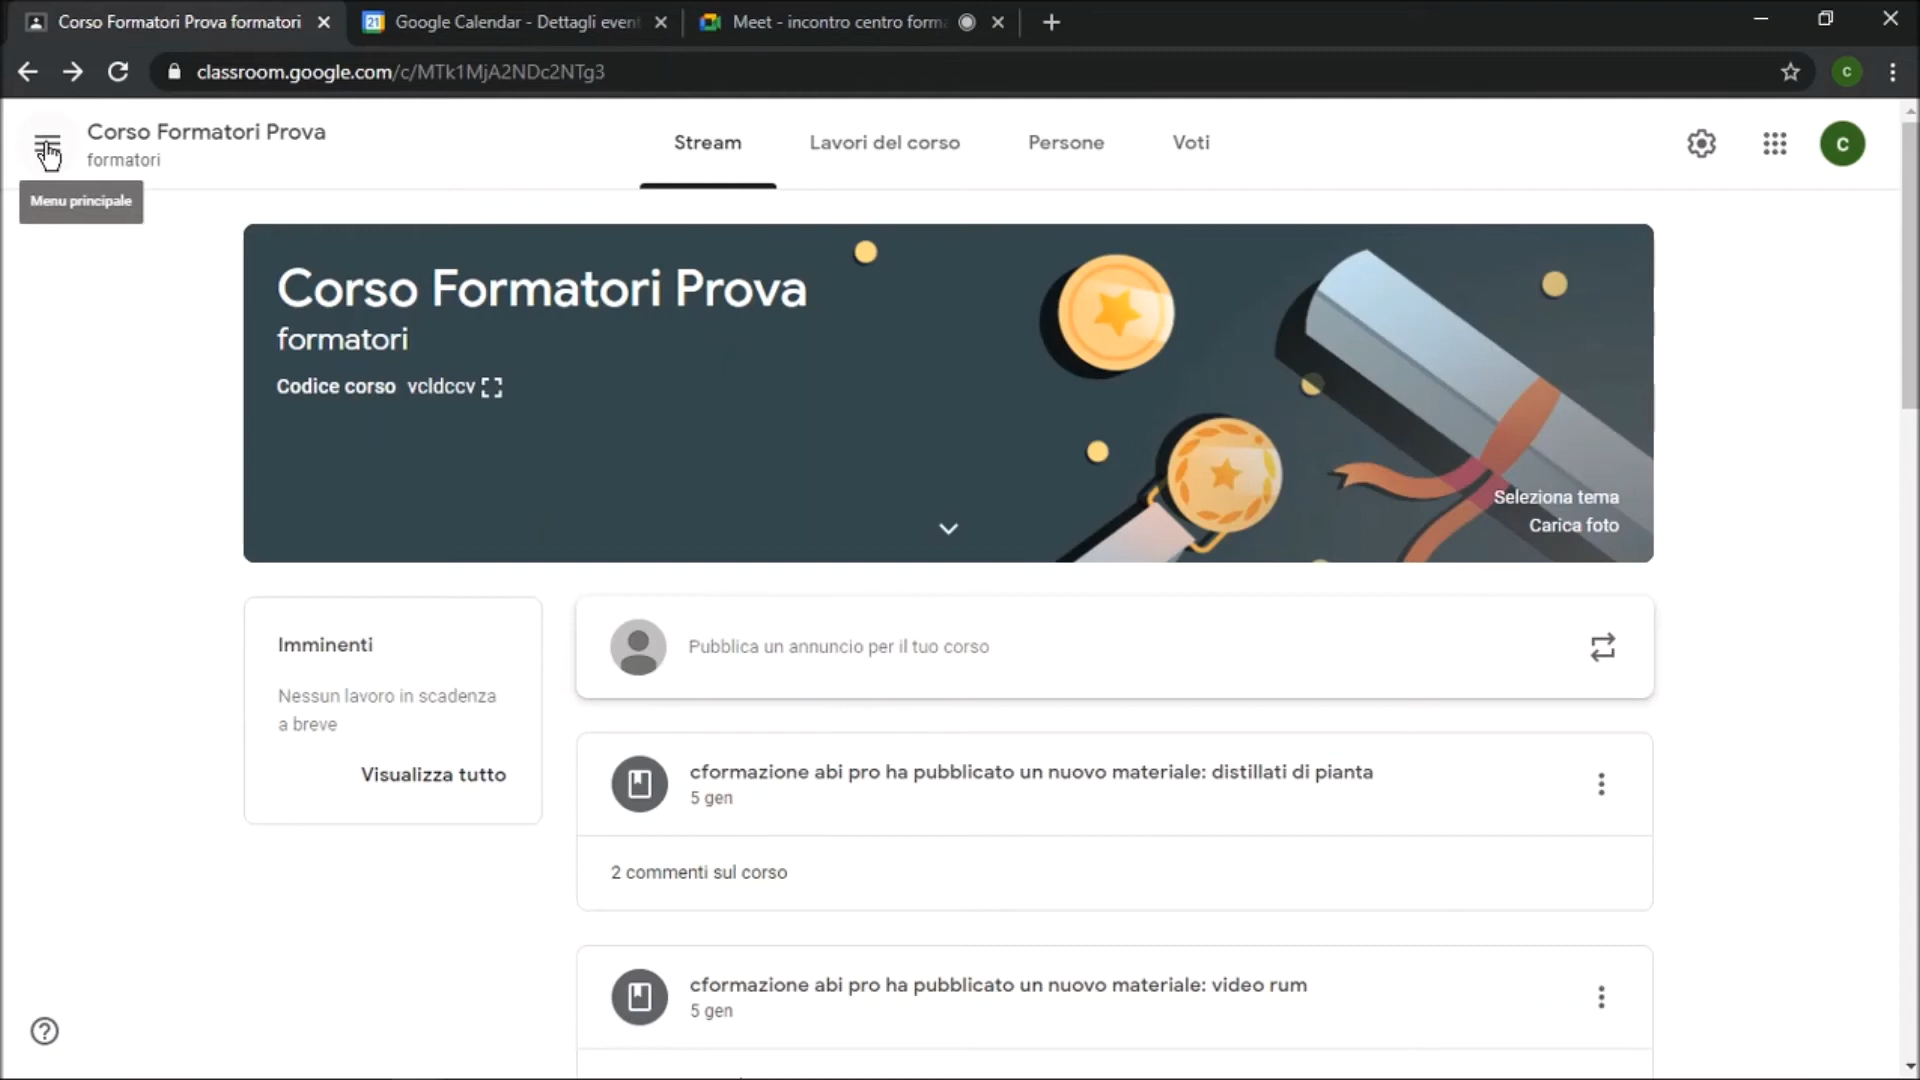 Corso Formatori Prova formatori
Google Calendar - Dettagli even
Meet - incontro centro form
classroom.google.com/c/MTk1MjA2NDc2NTg3
C
Corso Formatori Prova
formatori
Stream
Lavori del corso
Persone
Voti
C
Menu principale
Corso Formatori Prova
formatori
Codice corso vcldccv
Seleziona tema
Carica foto
Imminenti
Nessun lavoro in scadenza
a breve
Visualizza tutto
Pubblica un annuncio per il tuo corso
cformazione abi pro ha pubblicato un nuovo materiale: distillati di pianta
5 gen
2 commenti sul corso
cformazione abi pro ha pubblicato un nuovo materiale: video rum
5 gen